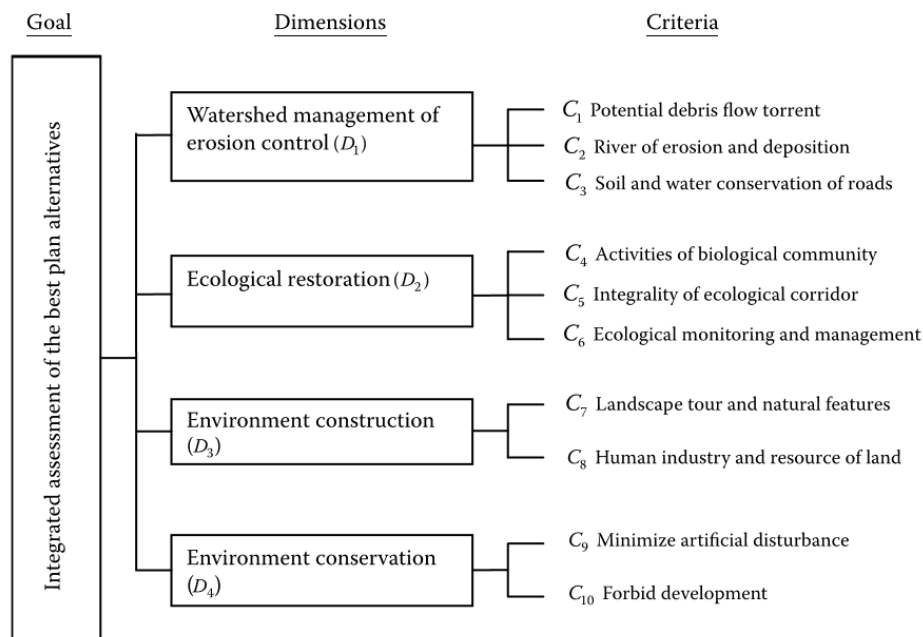 Goal
Dimensions
Criteria
Integrated assessment of the best plan alternatives
Watershed management of
erosion control (D₁)
C₁ Potential debris flow torrent
C₂ River of erosion and deposition
C₃ Soil and water conservation of roads
Ecological restoration (D₂)
C₄ Activities of biological community
C₅ Integrality of ecological corridor
C₆ Ecological monitoring and management
Environment construction
(D₃)
C₇ Landscape tour and natural features
C₈ Human industry and resource of land
Environment conservation
(D₄)
C₉ Minimize artificial disturbance
C₁₀ Forbid development